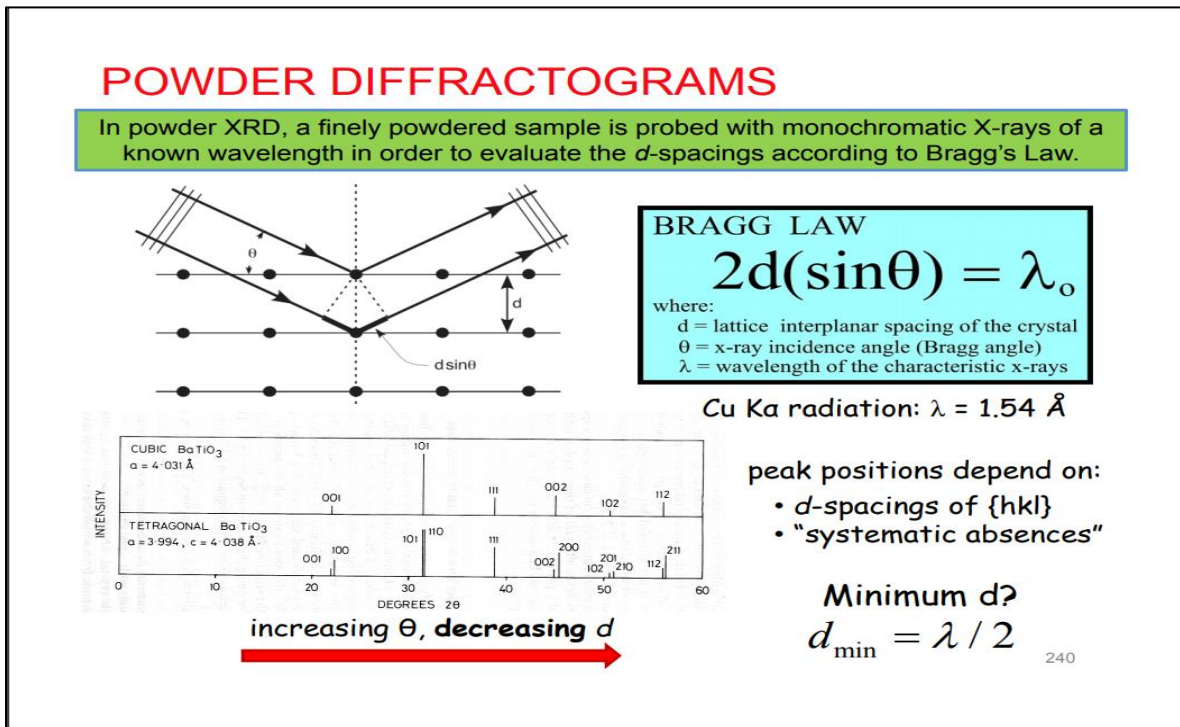 POWDER DIFFRACTOGRAMS
In powder XRD, a finely powdered sample is probed with monochromatic X-rays of a
known wavelength in order to evaluate the d-spacings according to Bragg's Law.
θ
d
d sinθ
BRAGG LAW
2d(sinθ) = λₒ
where:
d = lattice interplanar spacing of the crystal
θ = x-ray incidence angle (Bragg angle)
λ = wavelength of the characteristic x-rays
Cu Kα radiation: λ = 1.54 Å
INTENSITY
CUBIC BaTiO₃
a = 4·031 Å
001
101
111
002
102
112
TETRAGONAL BaTiO₃
a = 3·994, c = 4·038 Å.
001 100
101 110
111
002 200
102 201 210
112 211
0 10 20 30 40 50 60
DEGREES 2θ
increasing θ, decreasing d
peak positions depend on:
• d-spacings of {hkl}
• “systematic absences”
Minimum d?
dmin = λ / 2
240